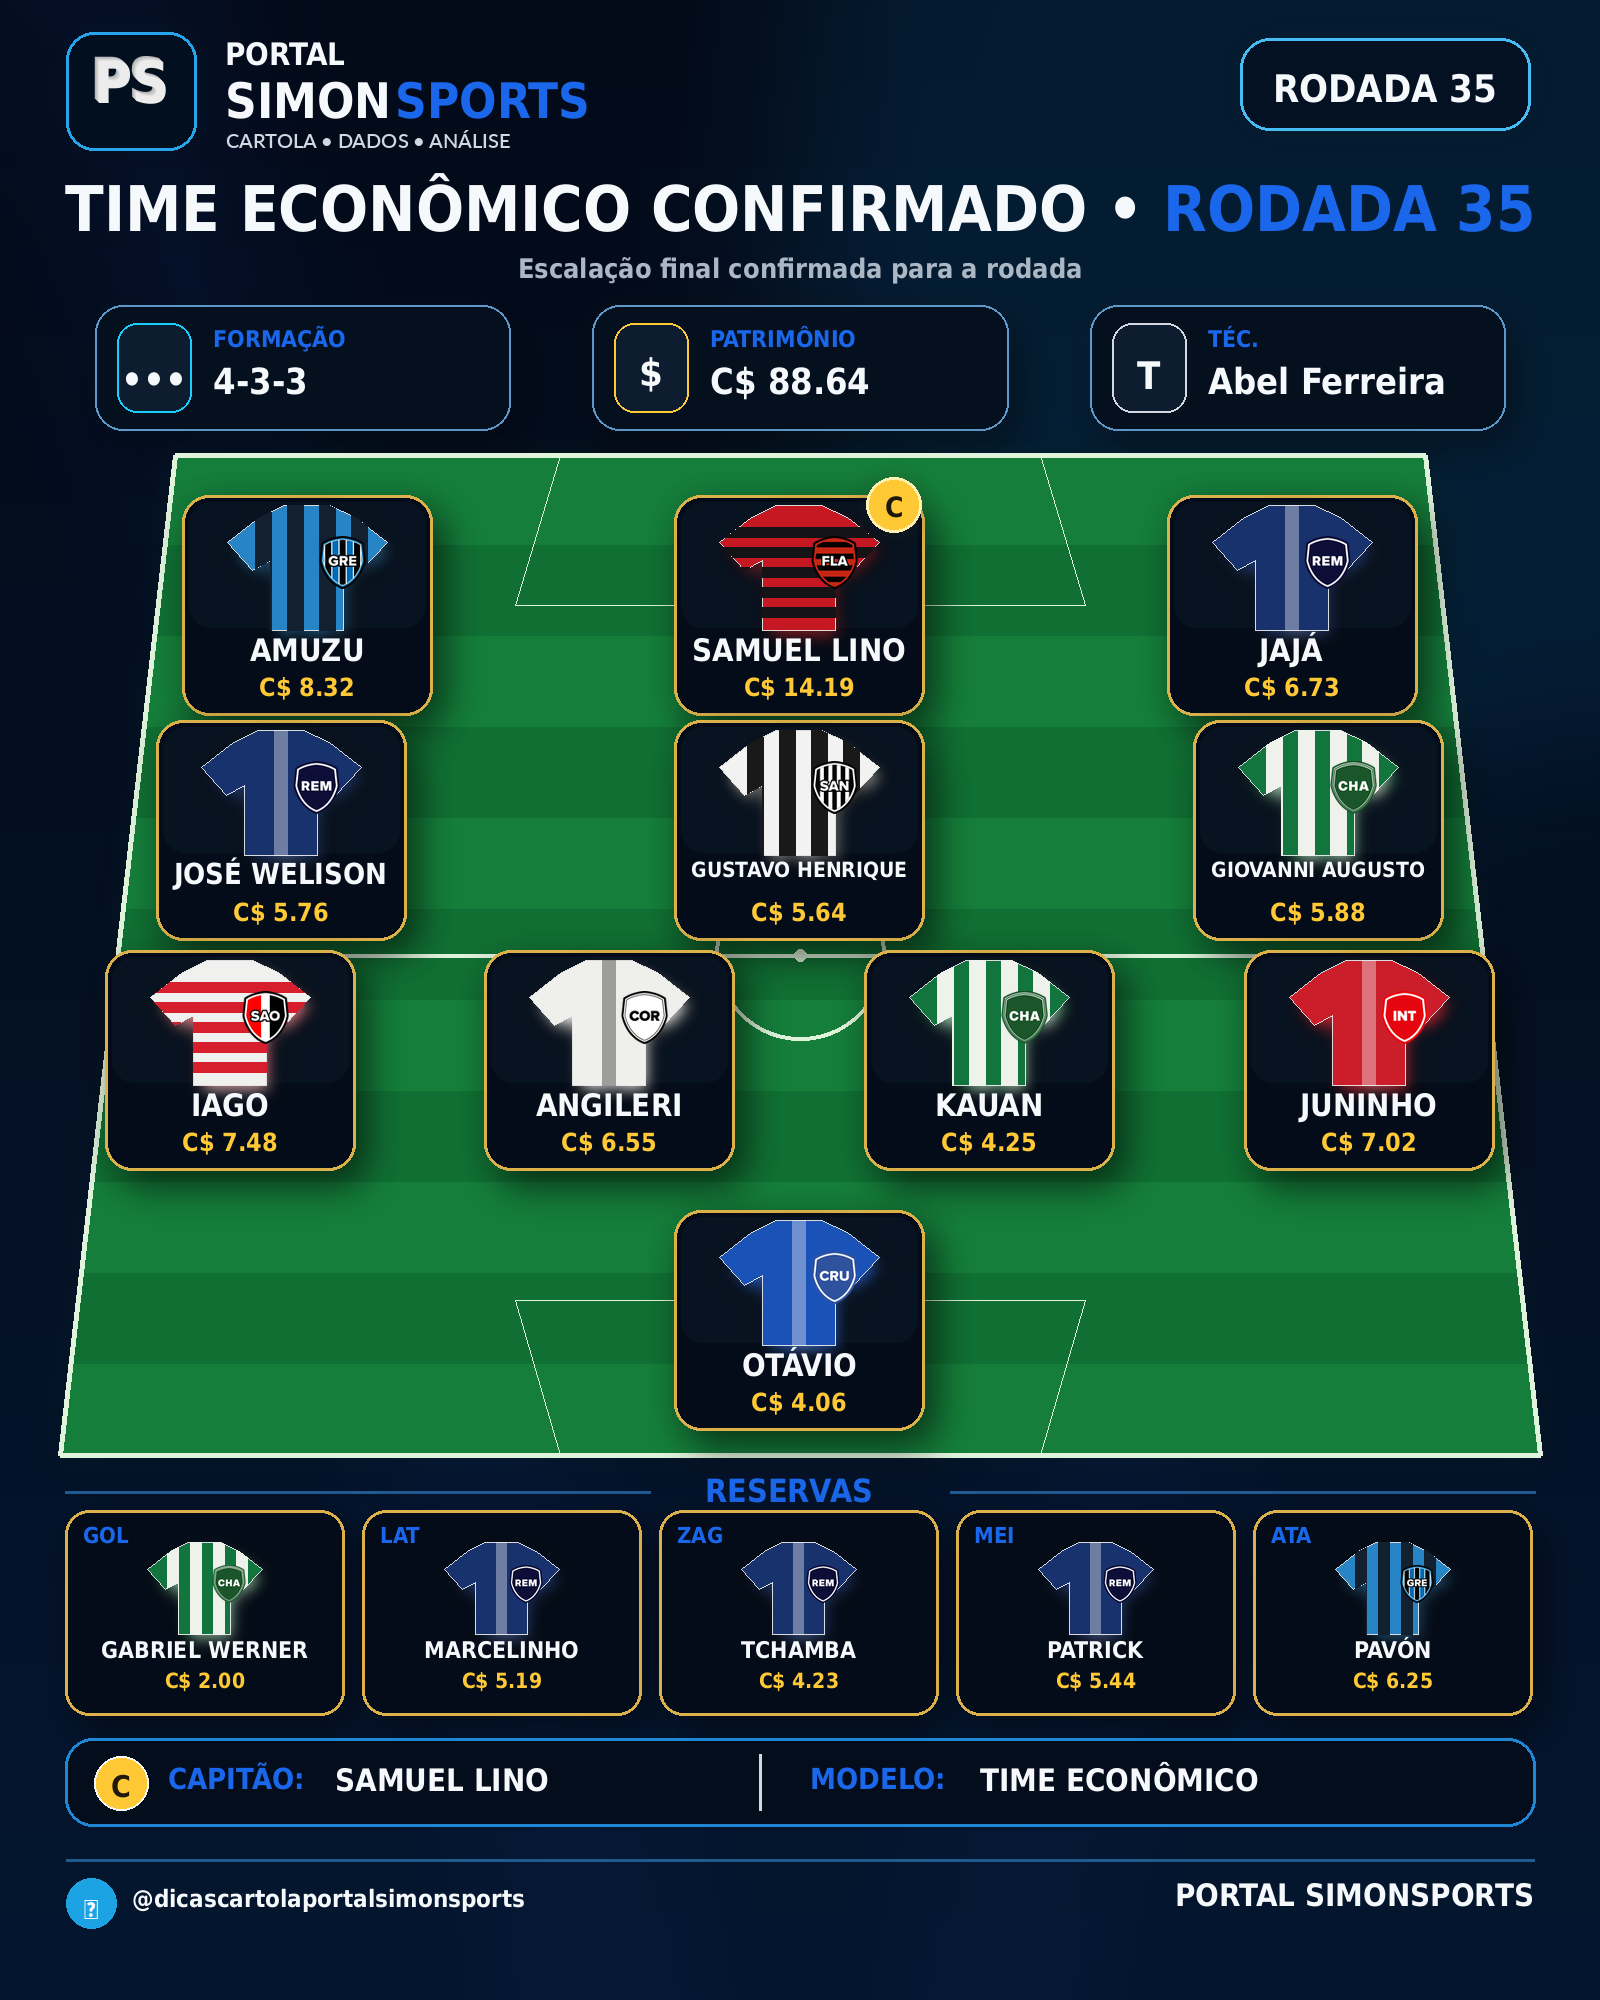 PS
PORTAL
SIMONSPORTS
CARTOLA • DADOS • ANÁLISE
RODADA 35
TIME ECONÔMICO CONFIRMADO • RODADA 35
Escalação final confirmada para a rodada
FORMAÇÃO
4-3-3
$
PATRIMÔNIO
C$ 88.64
T
TÉC.
Abel Ferreira
GRE
AMUZU
C$ 8.32
C
FLA
SAMUEL LINO
C$ 14.19
REM
JAJÁ
C$ 6.73
REM
JOSÉ WELISON
C$ 5.76
SAN
GUSTAVO HENRIQUE
C$ 5.64
CHA
GIOVANNI AUGUSTO
C$ 5.88
SAO
IAGO
C$ 7.48
COR
ANGILERI
C$ 6.55
CHA
KAUAN
C$ 4.25
INT
JUNINHO
C$ 7.02
CRU
OTÁVIO
C$ 4.06
RESERVAS
GOL
CHA
GABRIEL WERNER
C$ 2.00
LAT
REM
MARCELINHO
C$ 5.19
ZAG
REM
TCHAMBA
C$ 4.23
MEI
REM
PATRICK
C$ 5.44
ATA
GRE
PAVÓN
C$ 6.25
C CAPITÃO: SAMUEL LINO
MODELO: TIME ECONÔMICO
@dicascartolaportalsimonsports
PORTAL SIMONSPORTS